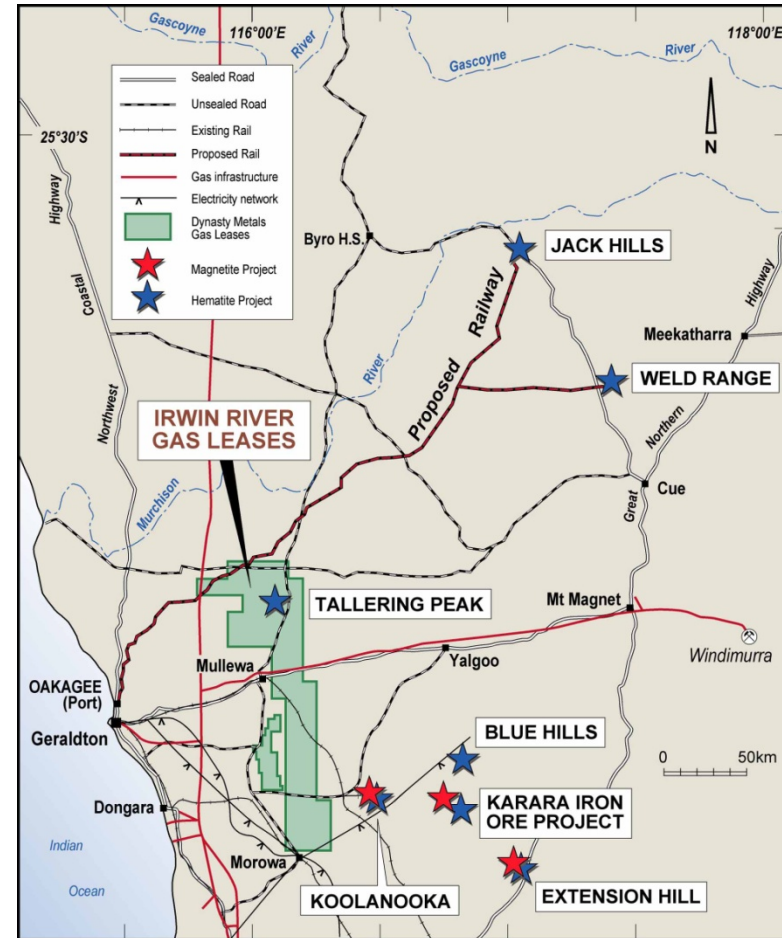 116°00'E
118°00'E
Gascoyne
River
Gascoyne
River
Sealed Road
Unsealed Road
Existing Rail
Proposed Rail
Gas infrastructure
Electricity network
Dynasty Metals
Gas Leases
Magnetite Project
Hematite Project
25°30'S
N
Highway
Coastal
Northwest
Byro H.S.
JACK HILLS
Proposed Railway
River
Murchison
Meekatharra
Highway
Northern
Great
WELD RANGE
IRWIN RIVER
GAS LEASES
Cue
TALLERING PEAK
Mt Magnet
Windimurra
Mullewa
Yalgoo
OAKAGEE
(Port)
Geraldton
BLUE HILLS
0 50km
Dongara
KARARA IRON
ORE PROJECT
Indian
Ocean
Morowa
KOOLANOOKA
EXTENSION HILL